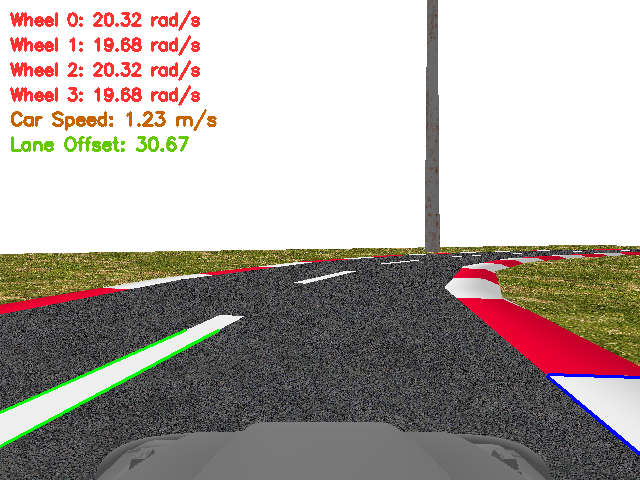 Wheel 0: 20.32 rad/s
Wheel 1: 19.68 rad/s
Wheel 2: 20.32 rad/s
Wheel 3: 19.68 rad/s
Car Speed: 1.23 m/s
Lane Offset: 30.67